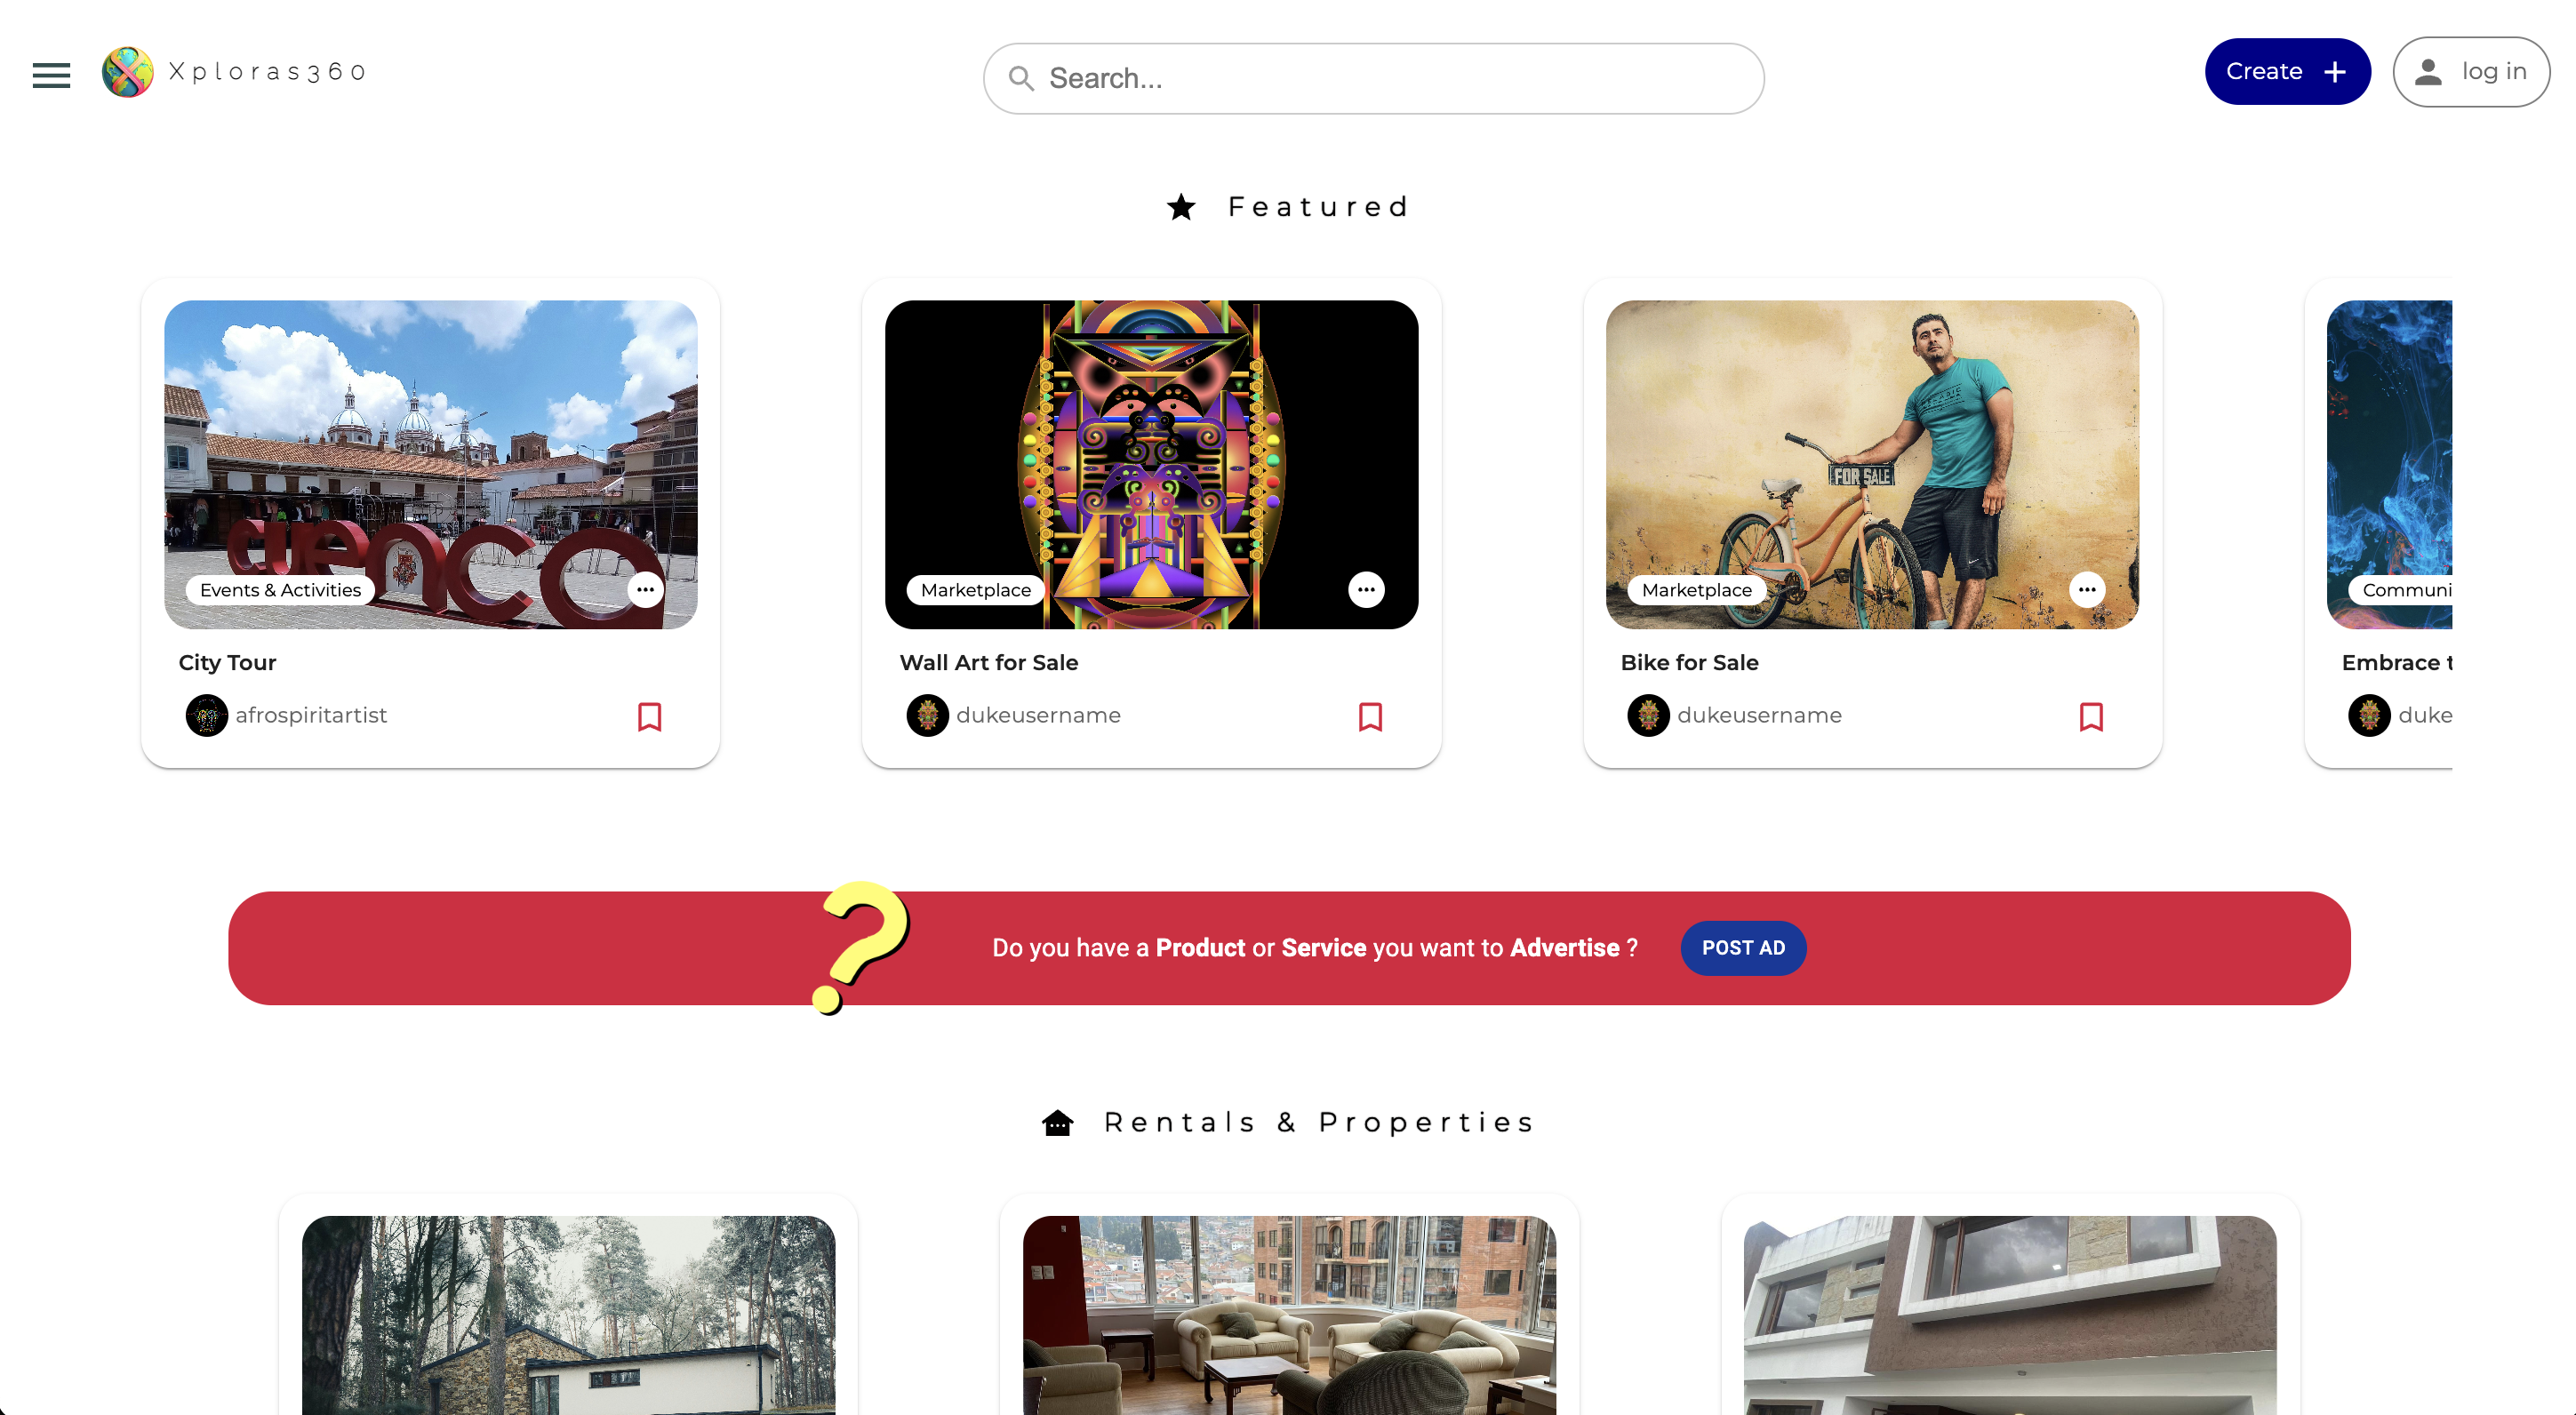 Xploras360
Search...
Create +
log in
Featured
cuenca
Events & Activities
City Tour
afrospiritartist
Marketplace
Wall Art for Sale
dukeusername
FOR SALE
Marketplace
Bike for Sale
dukeusername
Communi
Embrace t
duke
?
Do you have a Product or Service you want to Advertise ?
POST AD
Rentals & Properties